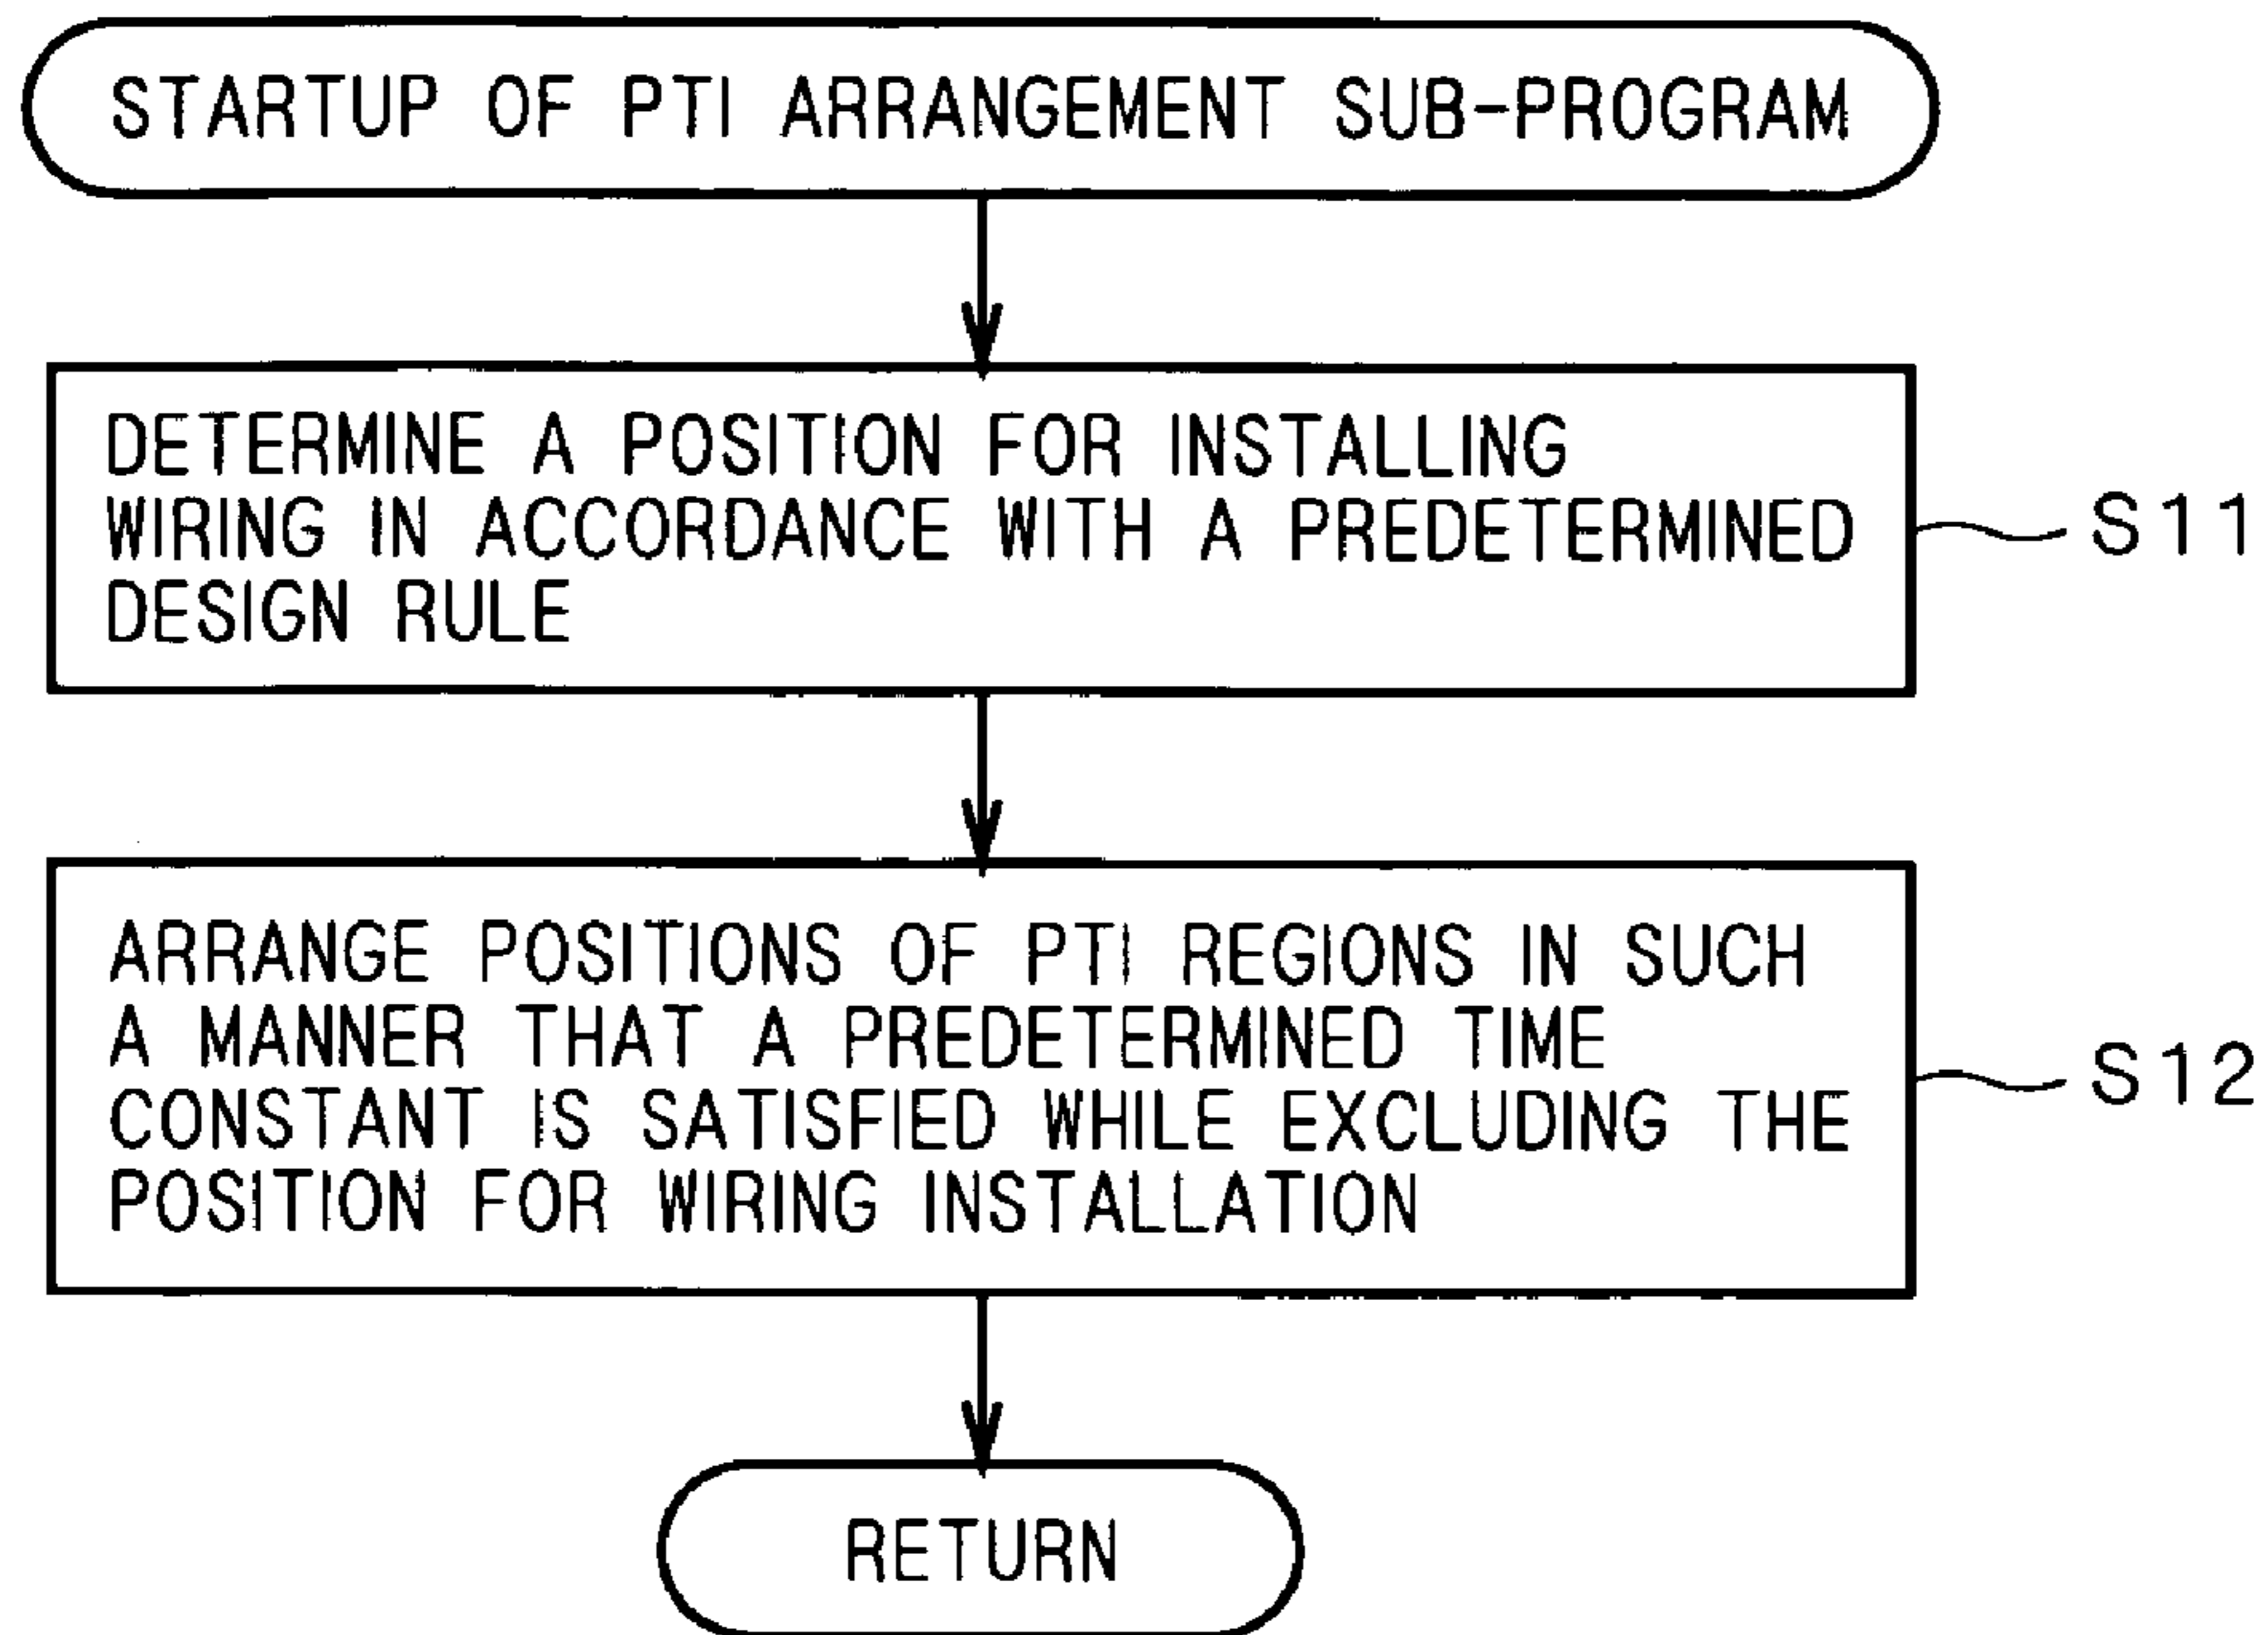 STARTUP OF PTI ARRANGEMENT SUB-PROGRAM
DETERMINE A POSITION FOR INSTALLING
WIRING IN ACCORDANCE WITH A PREDETERMINED
DESIGN RULE
S11
ARRANGE POSITIONS OF PTI REGIONS IN SUCH
A MANNER THAT A PREDETERMINED TIME
CONSTANT IS SATISFIED WHILE EXCLUDING THE
POSITION FOR WIRING INSTALLATION
S12
RETURN